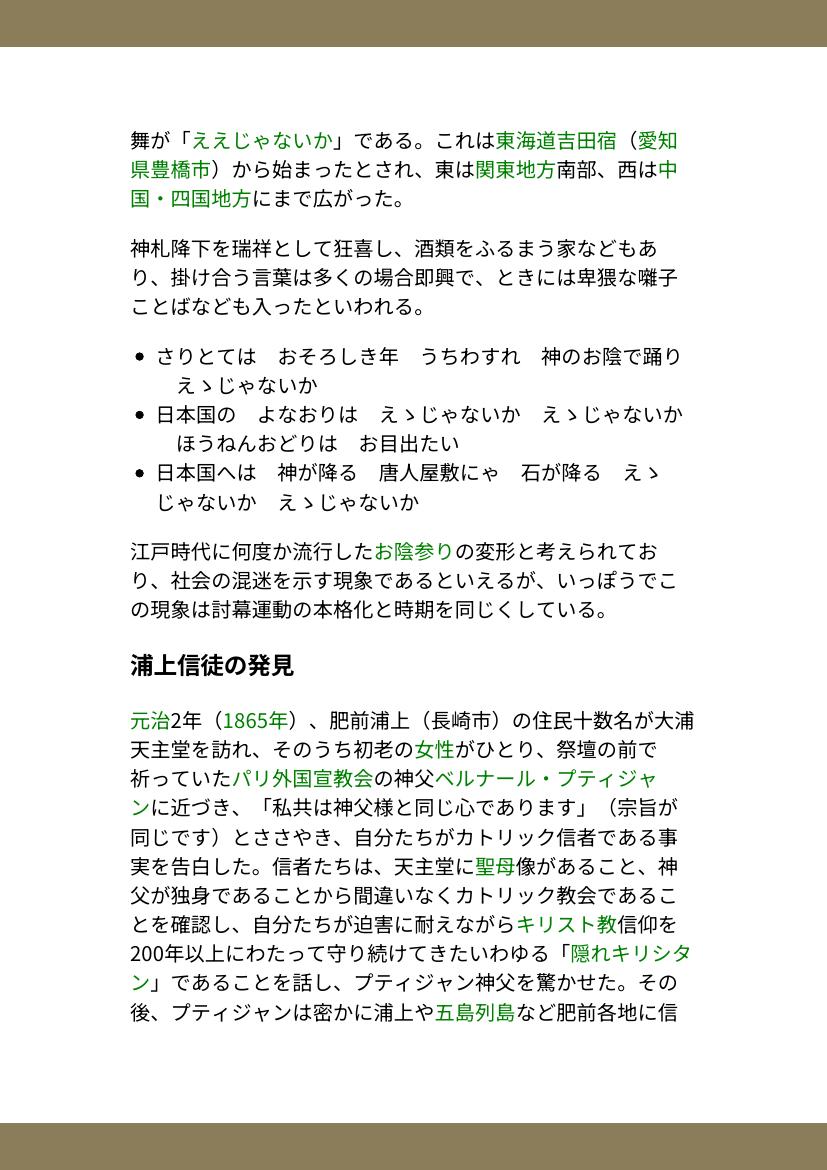 舞が「ええじゃないか」である。これは東海道吉田宿（愛知
県豊橋市）から始まったとされ、東は関東地方南部、西は中
国・四国地方にまで広がった。
神札降下を瑞祥として狂喜し、酒類をふるまう家などもあ
り、掛け合う言葉は多くの場合即興で、ときには卑猥な囃子
ことばなども入ったといわれる。
• さりとては　おそろしき年　うちわすれ　神のお陰で踊り
　えゝじゃないか
• 日本国の　よなおりは　えゝじゃないか　えゝじゃないか
　ほうねんおどりは　お目出たい
• 日本国へは　神が降る　唐人屋敷にゃ　石が降る　えゝ
じゃないか　えゝじゃないか
江戸時代に何度か流行したお陰参りの変形と考えられてお
り、社会の混迷を示す現象であるといえるが、いっぽうでこ
の現象は討幕運動の本格化と時期を同じくしている。
浦上信徒の発見
元治2年（1865年）、肥前浦上（長崎市）の住民十数名が大浦
天主堂を訪れ、そのうち初老の女性がひとり、祭壇の前で
祈っていたパリ外国宣教会の神父ベルナール・プティジャ
ンに近づき、「私共は神父様と同じ心であります」（宗旨が
同じです）とささやき、自分たちがカトリック信者である事
実を告白した。信者たちは、天主堂に聖母像があること、神
父が独身であることから間違いなくカトリック教会であるこ
とを確認し、自分たちが迫害に耐えながらキリスト教信仰を
200年以上にわたって守り続けてきたいわゆる「隠れキリシタ
ン」であることを話し、プティジャン神父を驚かせた。その
後、プティジャンは密かに浦上や五島列島など肥前各地に信